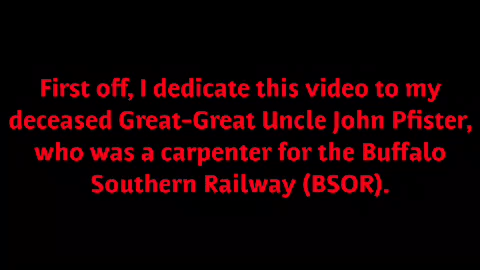 First off, I dedicate this video to my
deceased Great-Great Uncle John Pfister,
who was a carpenter for the Buffalo
Southern Railway (BSOR).